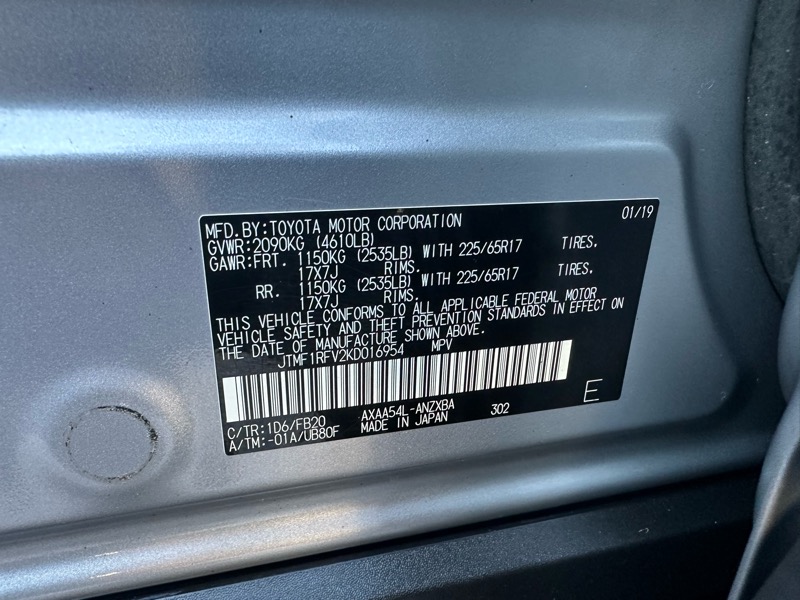 MFD.BY:TOYOTA MOTOR CORPORATION 01/19
GVWR:2090KG (4610LB)
GAWR:FRT. 1150KG (2535LB) WITH 225/65R17 TIRES,
17X7J RIMS.
RR. 1150KG (2535LB) WITH 225/65R17 TIRES,
17X7J RIMS.
THIS VEHICLE CONFORMS TO ALL APPLICABLE FEDERAL MOTOR
VEHICLE SAFETY AND THEFT PREVENTION STANDARDS IN EFFECT ON
THE DATE OF MANUFACTURE SHOWN ABOVE.
JTMF1RFV2KD016954 MPV
C/TR:1D6/FB20 AXAA54L-ANZXBA 302 E
A/TM:-01A/UB80F MADE IN JAPAN